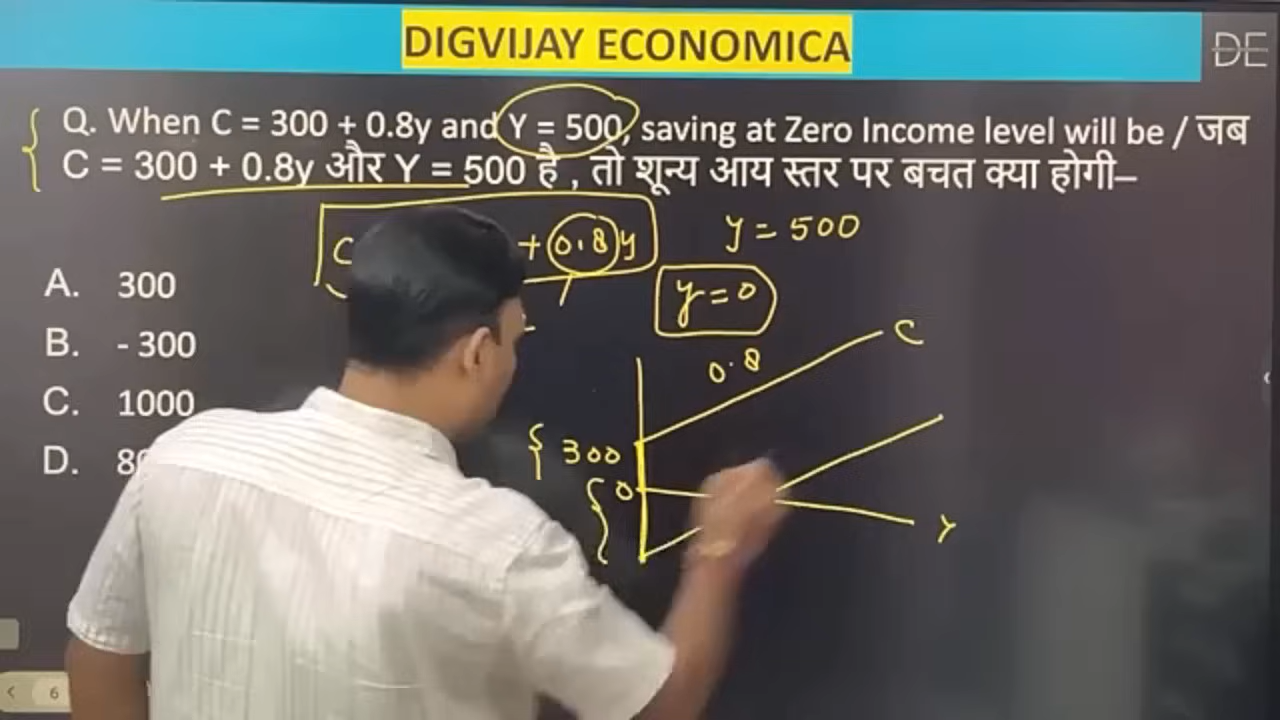 DIGVIJAY ECONOMICA
DE
Q. When C = 300 + 0.8y and Y = 500, saving at Zero Income level will be / जब
C = 300 + 0.8y और Y = 500 है , तो शून्य आय स्तर पर बचत क्या होगी–
C + 0.8 y
y = 500
y = 0
A. 300
B. - 300
C. 1000
D.
0.8
C
300
0
Y
6